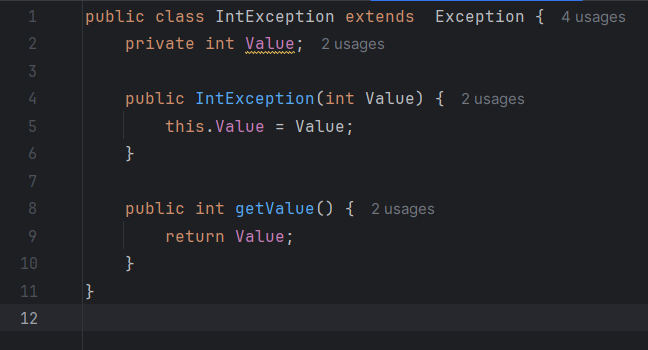 1 public class IntException extends  Exception { 4 usages
2     private int Value; 2 usages
3
4     public IntException(int Value) { 2 usages
5         this.Value = Value;
6     }
7
8     public int getValue() { 2 usages
9         return Value;
10     }
11 }
12